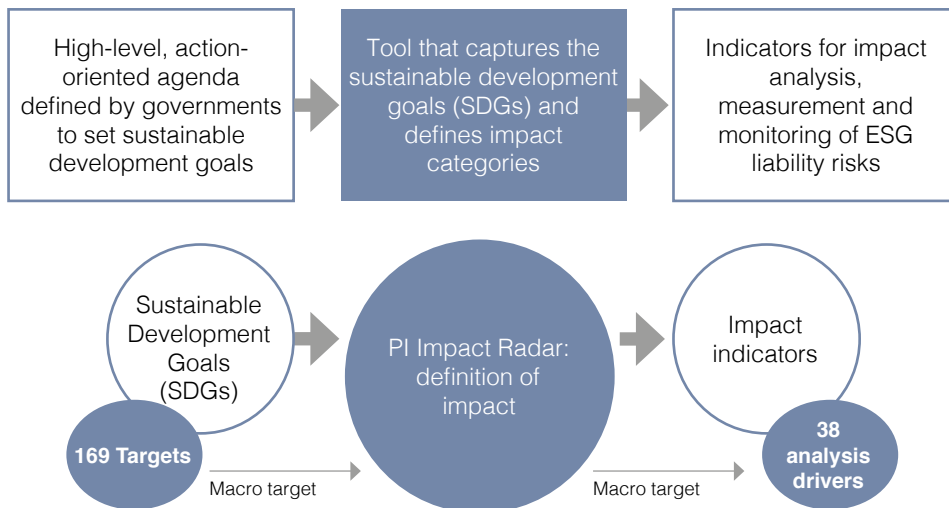 High-level, action-
oriented agenda
defined by governments
to set sustainable
development goals
Tool that captures the
sustainable development
goals (SDGs) and
defines impact
categories
Indicators for impact
analysis,
measurement and
monitoring of ESG
liability risks
Sustainable
Development
Goals
(SDGs)
169 Targets
Macro target
PI Impact Radar:
definition of
impact
Macro target
Impact
indicators
38
analysis
drivers